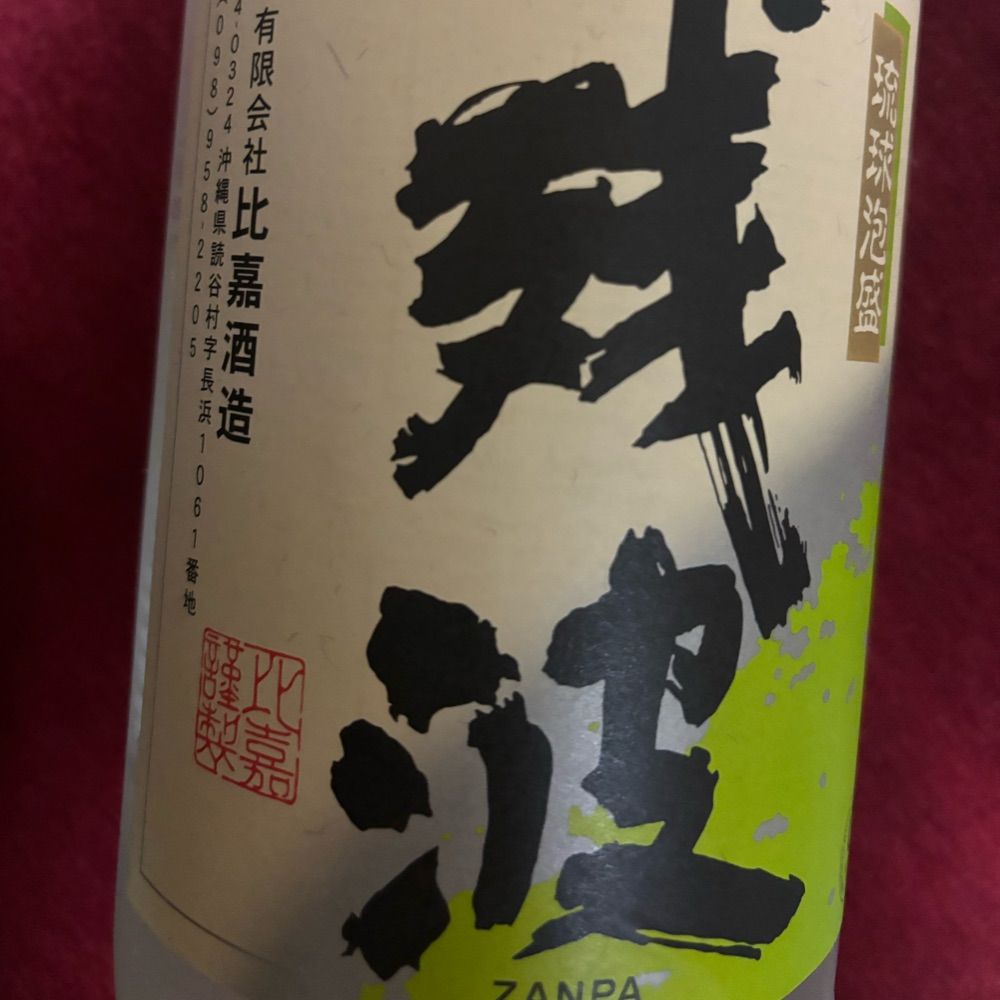 琉球泡盛
残波
ZANPA
有限会社 比嘉酒造
4-0324 沖縄県読谷村字長浜1061番地
(098)958-2205
比嘉
謹製